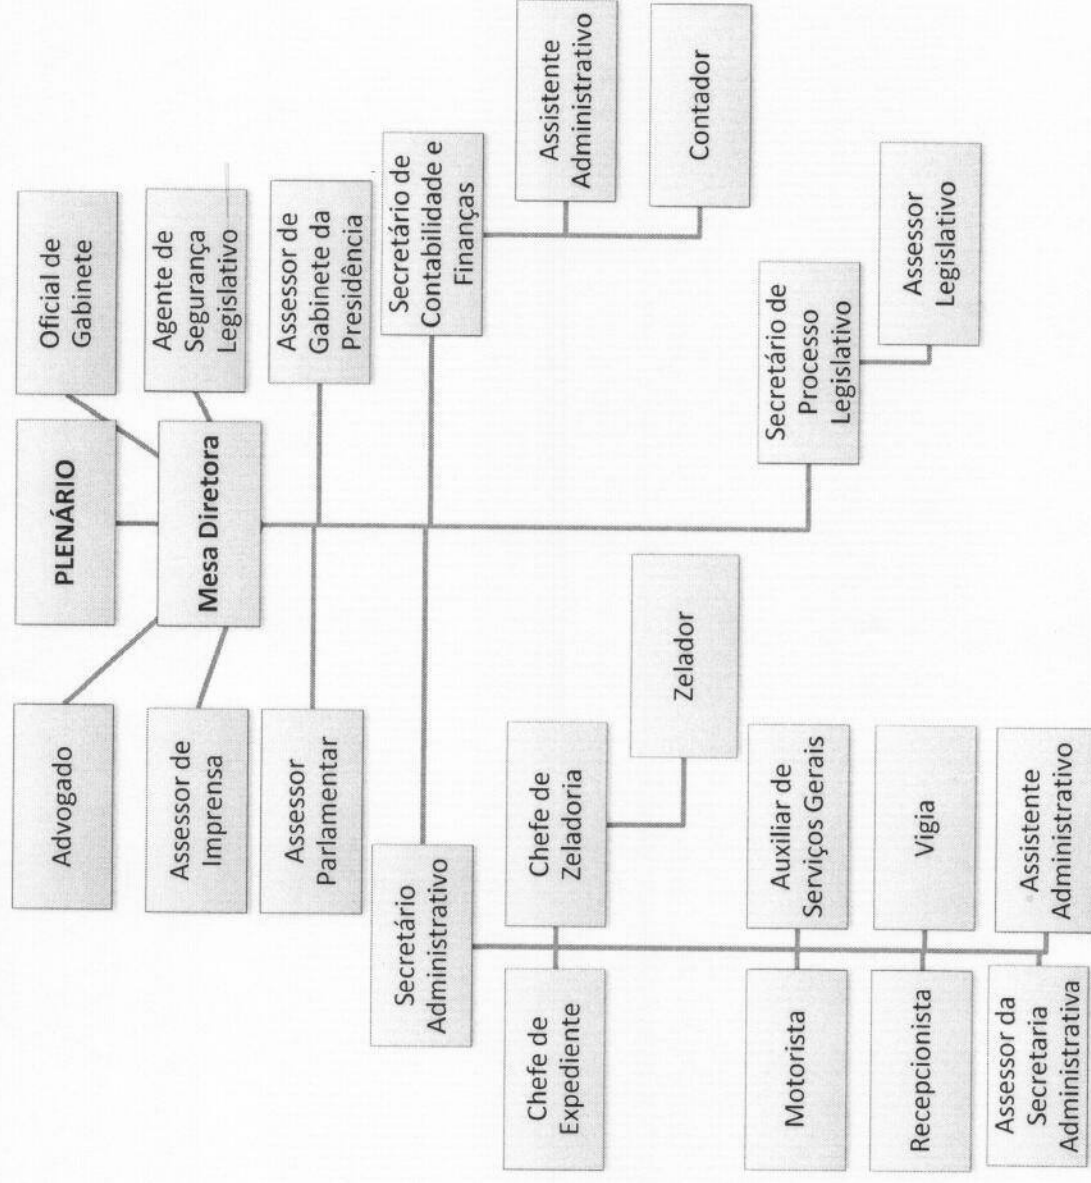 PLENÁRIO
Advogado
Oficial de
Gabinete
Mesa Diretora
Assessor de
Imprensa
Agente de
Segurança
Legislativo
Assessor
Parlamentar
Assessor de
Gabinete da
Presidência
Secretário
Administrativo
Secretário de
Contabilidade e
Finanças
Chefe de
Expediente
Chefe de
Zeladoria
Zelador
Motorista
Auxiliar de
Serviços Gerais
Recepcionista
Vigia
Assessor da
Secretaria
Administrativa
Assistente
Administrativo
Assistente
Administrativo
Contador
Secretário de
Processo
Legislativo
Assessor
Legislativo